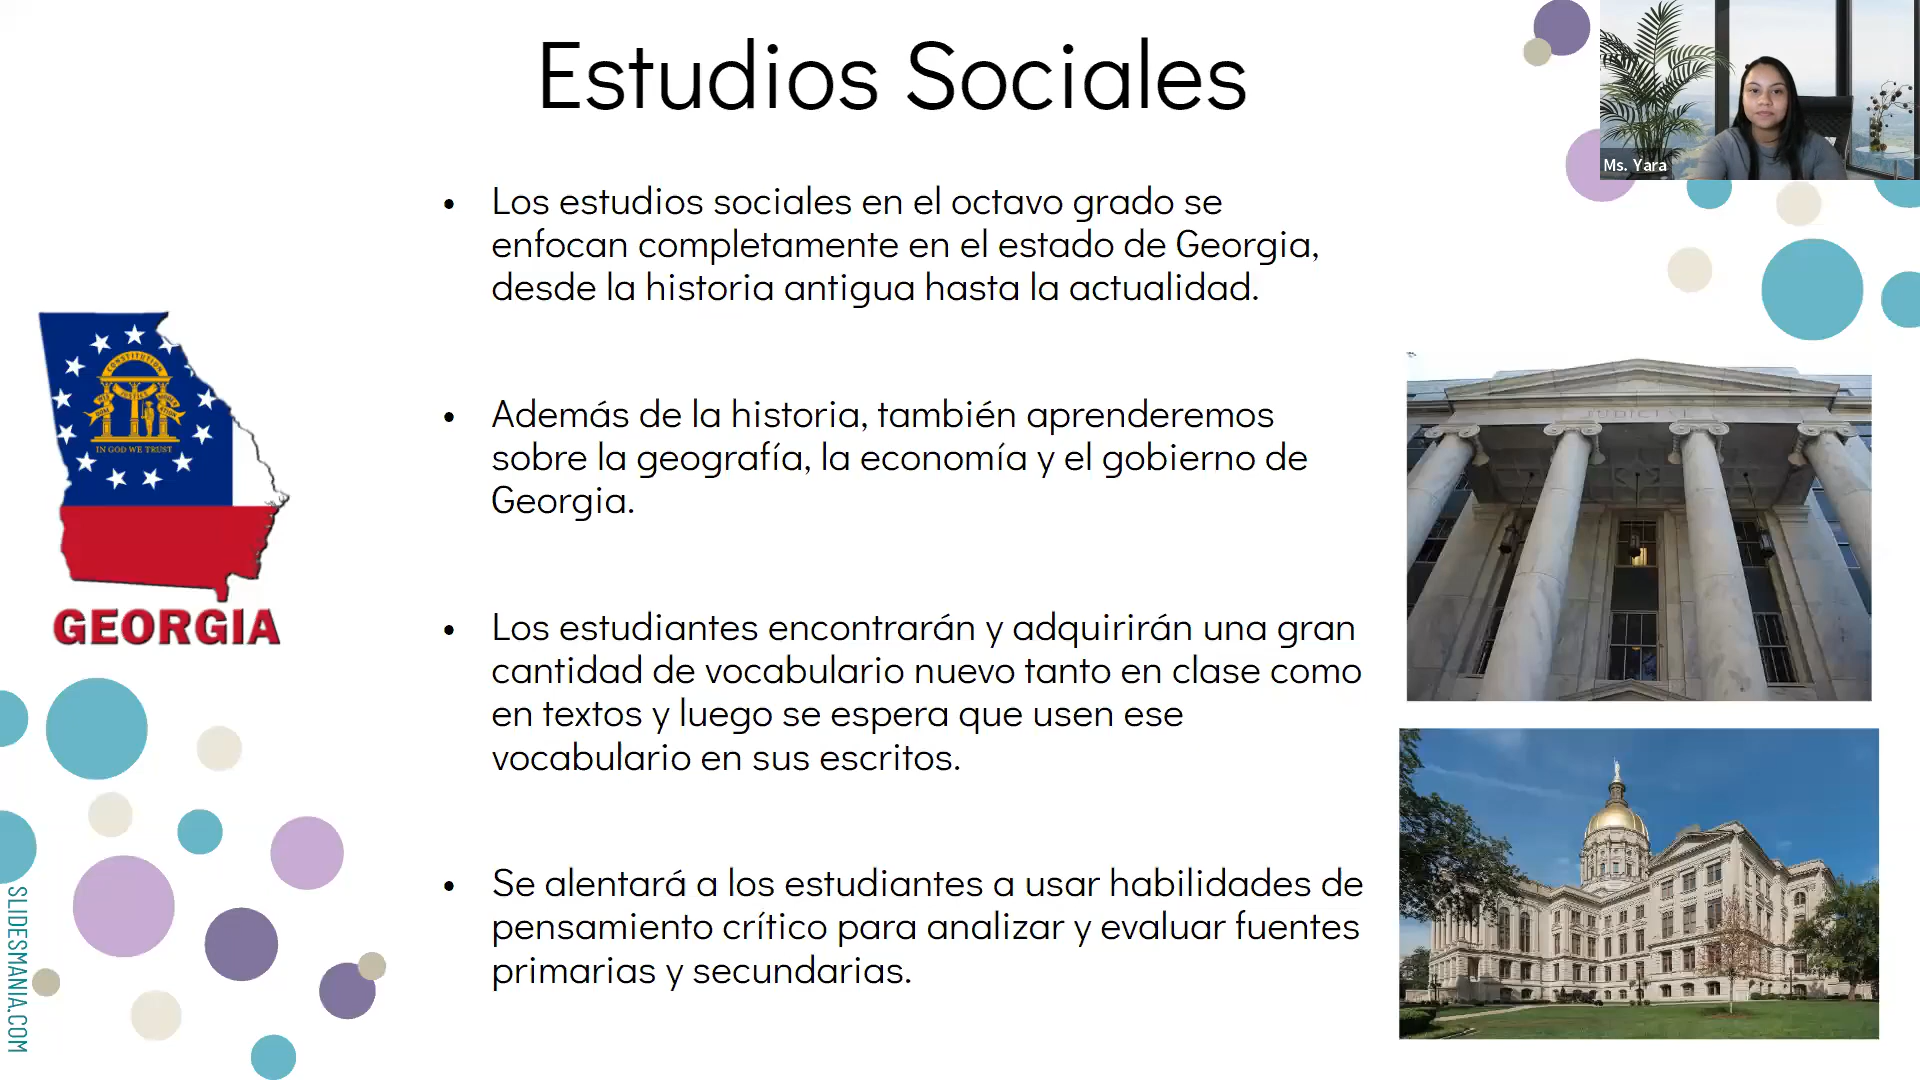 Estudios Sociales
Ms. Yara
• Los estudios sociales en el octavo grado se
enfocan completamente en el estado de Georgia,
desde la historia antigua hasta la actualidad.
• Además de la historia, también aprenderemos
sobre la geografía, la economía y el gobierno de
Georgia.
• Los estudiantes encontrarán y adquirirán una gran
cantidad de vocabulario nuevo tanto en clase como
en textos y luego se espera que usen ese
vocabulario en sus escritos.
• Se alentará a los estudiantes a usar habilidades de
pensamiento crítico para analizar y evaluar fuentes
primarias y secundarias.
CONSTITUTION
IN GOD WE TRUST
GEORGIA
SLIDESMANIA.COM